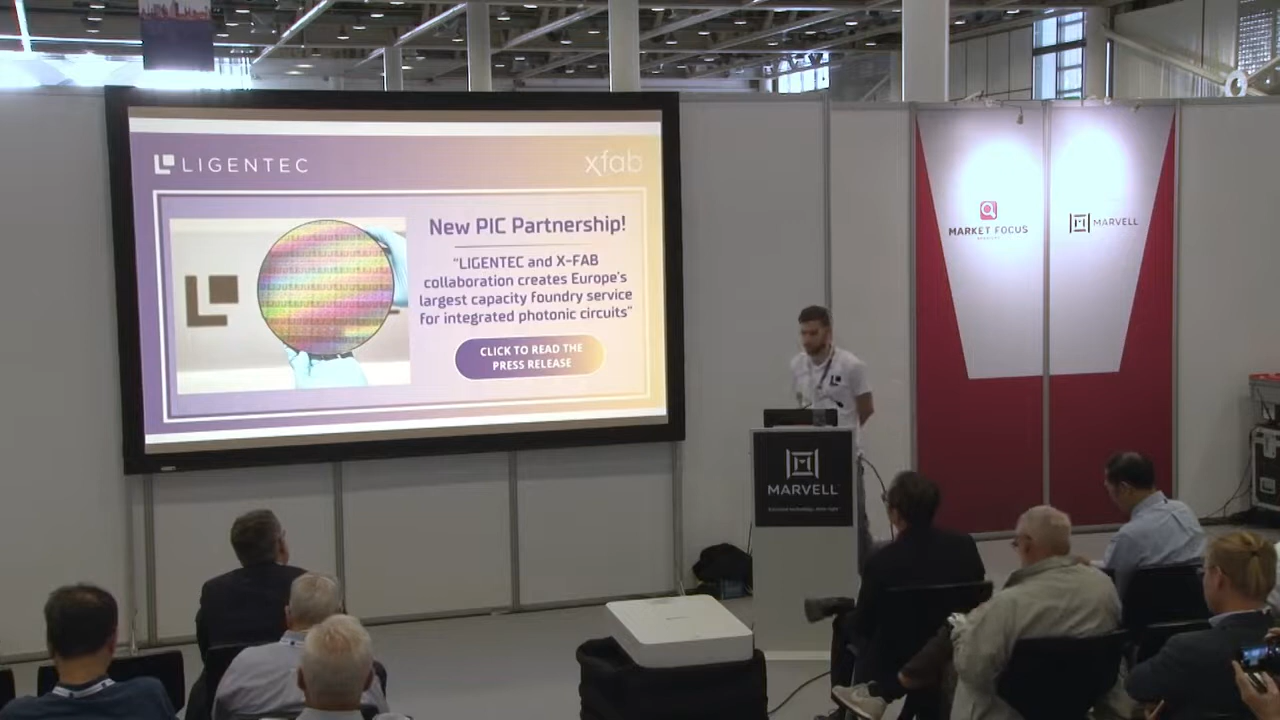 LIGENTEC
xfab
New PIC Partnership!
"LIGENTEC and X-FAB
collaboration creates Europe's
largest capacity foundry service
for integrated photonic circuits"
CLICK TO READ THE
PRESS RELEASE
MARKET FOCUS
MARVELL
MARVELL